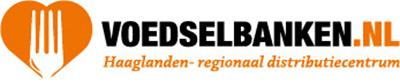 VOEDSELBANKEN.NL
Haaglanden- regionaal distributiecentrum